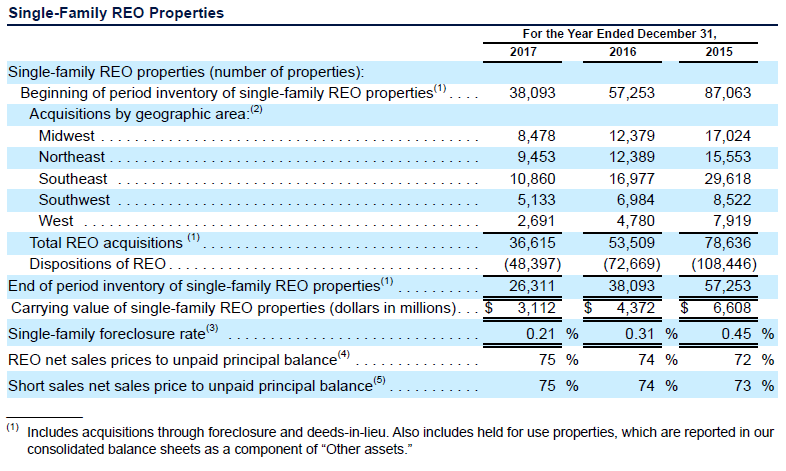 Single-Family REO Properties
For the Year Ended December 31,
2017 2016 2015
Single-family REO properties (number of properties):
Beginning of period inventory of single-family REO properties(1) . . . . 38,093 57,253 87,063
Acquisitions by geographic area:(2)
Midwest . . . . . . . . . . . . . . . . . . . . . . . . . . . . . . . . . . . . . . . . . . . . 8,478 12,379 17,024
Northeast . . . . . . . . . . . . . . . . . . . . . . . . . . . . . . . . . . . . . . . . . . . 9,453 12,389 15,553
Southeast . . . . . . . . . . . . . . . . . . . . . . . . . . . . . . . . . . . . . . . . . . 10,860 16,977 29,618
Southwest . . . . . . . . . . . . . . . . . . . . . . . . . . . . . . . . . . . . . . . . . . 5,133 6,984 8,522
West . . . . . . . . . . . . . . . . . . . . . . . . . . . . . . . . . . . . . . . . . . . . . . 2,691 4,780 7,919
Total REO acquisitions (1) . . . . . . . . . . . . . . . . . . . . . . . . . . . . . . . . 36,615 53,509 78,636
Dispositions of REO . . . . . . . . . . . . . . . . . . . . . . . . . . . . . . . . . . . . (48,397) (72,669) (108,446)
End of period inventory of single-family REO properties(1) . . . . . . . . . . 26,311 38,093 57,253
Carrying value of single-family REO properties (dollars in millions). . . $ 3,112 $ 4,372 $ 6,608
Single-family foreclosure rate(3) . . . . . . . . . . . . . . . . . . . . . . . . . . . . . 0.21 % 0.31 % 0.45 %
REO net sales prices to unpaid principal balance(4) . . . . . . . . . . . . . . . 75 % 74 % 72 %
Short sales net sales price to unpaid principal balance(5) . . . . . . . . . . . 75 % 74 % 73 %
(1) Includes acquisitions through foreclosure and deeds-in-lieu. Also includes held for use properties, which are reported in our
consolidated balance sheets as a component of “Other assets.”